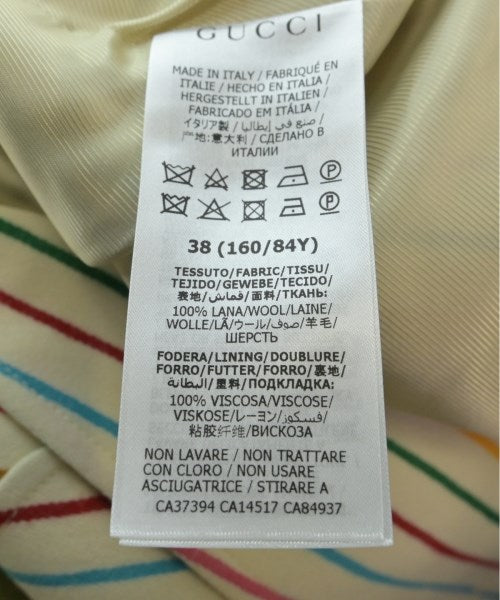 GUCCI
MADE IN ITALY / FABRIQUÉ EN
ITALIE / HECHO EN ITALIA /
HERGESTELLT IN ITALIEN /
FABRICADO EM ITÁLIA /
イタリア製 / صنع في إيطاليا /
产地:意大利 / СДЕЛАНО В
ИТАЛИИ
38 (160/84Y)
TESSUTO/FABRIC/TISSU/
TEJIDO/GEWEBE/TECIDO/
表地/قماش/面料/ТКАНЬ:
100% LANA/WOOL/LAINE/
WOLLE/LÃ/ウール/صوف/羊毛/
ШЕРСТЬ
FODERA/LINING/DOUBLURE/
FORRO/FUTTER/FORRO/裏地/
البطانة/里料/ПОДКЛАДКА:
100% VISCOSA/VISCOSE/
VISKOSE/レーヨン/فسكوز/
粘胶纤维/ВИСКОЗА
NON LAVARE / NON TRATTARE
CON CLORO / NON USARE
ASCIUGATRICE / STIRARE A
CA37394 CA14517 CA84937